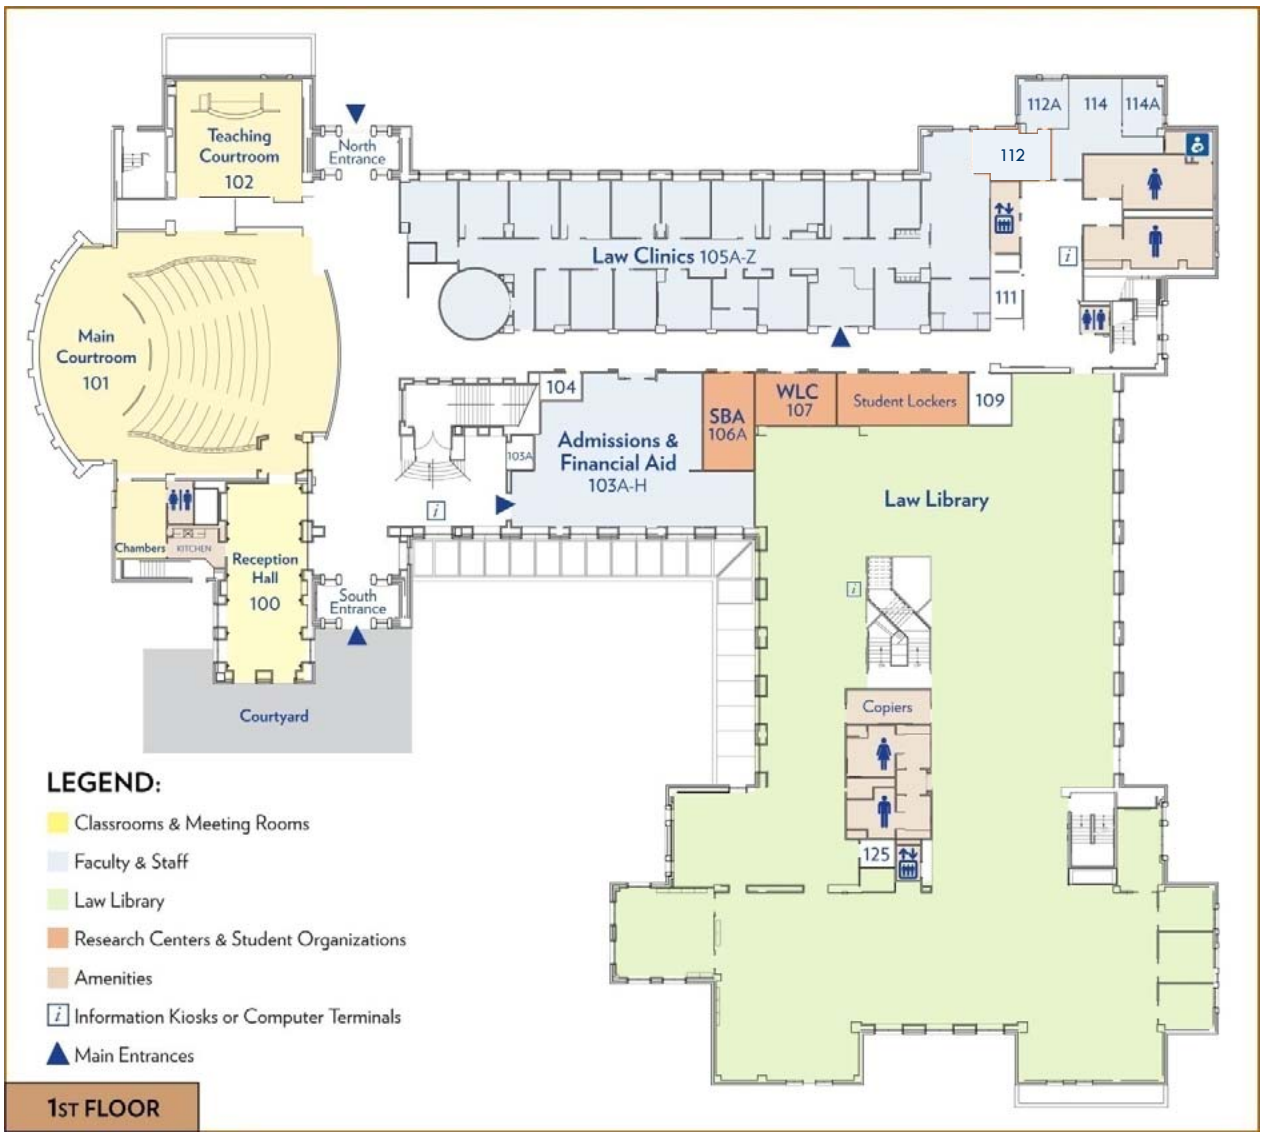 Teaching
Courtroom
102
North
Entrance
112A
114
114A
112
Law Clinics 105A-Z
i
111
Main
Courtroom
101
104
SBA
106A
WLC
107
Student Lockers
109
Admissions &
Financial Aid
103A-H
103A
i
Law Library
Chambers
KITCHEN
Reception
Hall
100
South
Entrance
i
Courtyard
Copiers
125
LEGEND:
Classrooms & Meeting Rooms
Faculty & Staff
Law Library
Research Centers & Student Organizations
Amenities
i Information Kiosks or Computer Terminals
Main Entrances
1ST FLOOR